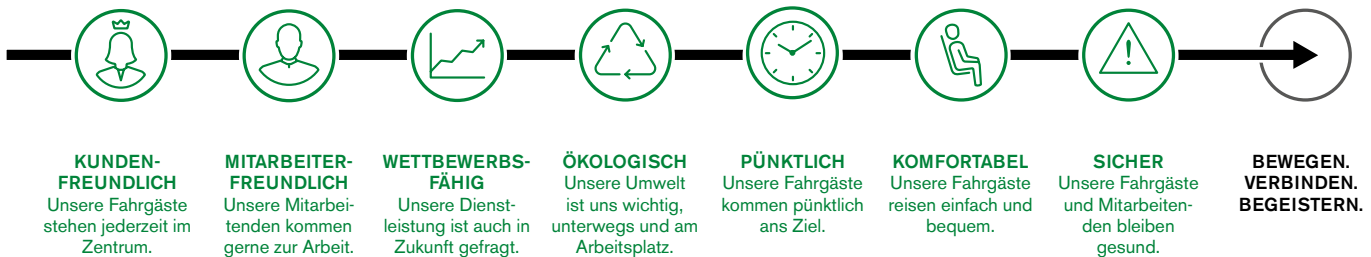 KUNDEN-
FREUNDLICH
Unsere Fahrgäste
stehen jederzeit im
Zentrum.
MITARBEITER-
FREUNDLICH
Unsere Mitarbei-
tenden kommen
gerne zur Arbeit.
WETTBEWERBS-
FÄHIG
Unsere Dienst-
leistung ist auch in
Zukunft gefragt.
ÖKOLOGISCH
Unsere Umwelt
ist uns wichtig,
unterwegs und am
Arbeitsplatz.
PÜNKTLICH
Unsere Fahrgäste
kommen pünktlich
ans Ziel.
KOMFORTABEL
Unsere Fahrgäste
reisen einfach und
bequem.
SICHER
Unsere Fahrgäste
und Mitarbeiten-
den bleiben
gesund.
BEWEGEN.
VERBINDEN.
BEGEISTERN.